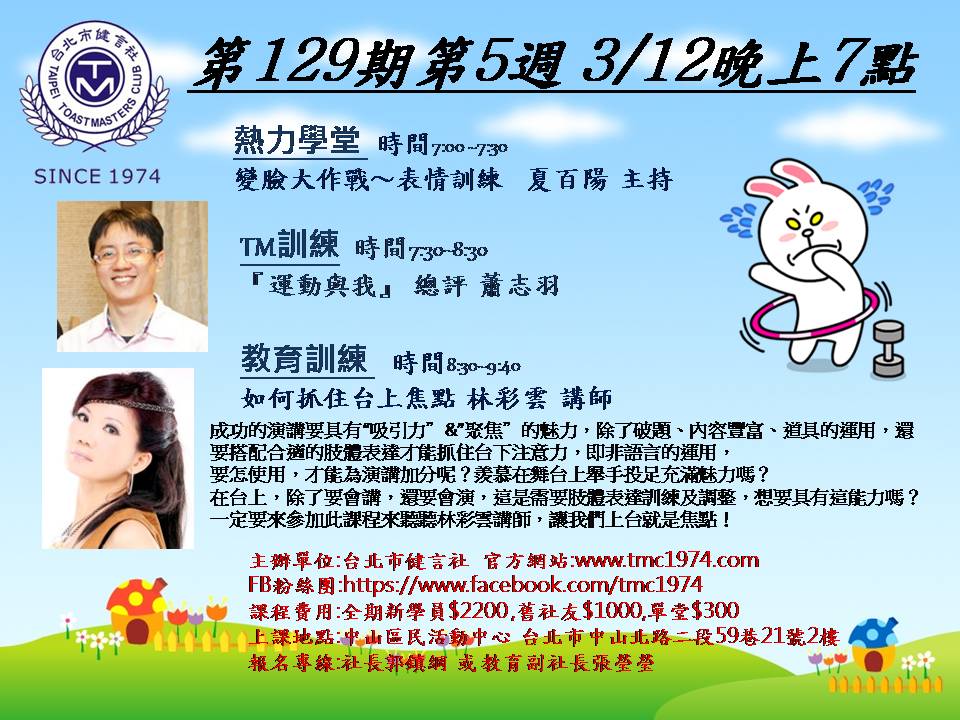 台北市健言社
TAIPEI TOASTMASTERS CLUB
TM
SINCE 1974
第129期第5週 3/12晚上7點
熱力學堂 時間7:00~7:30
變臉大作戰～表情訓練 夏百陽 主持
TM訓練 時間7:30~8:30
『運動與我』 總評 蕭志羽
教育訓練 時間8:30~9:40
如何抓住台上焦點 林彩雲 講師
成功的演講要具有“吸引力”&“聚焦”的魅力，除了破題、內容豐富、道具的運用，還
要搭配合適的肢體表達才能抓住台下注意力，即非語言的運用，
要怎使用，才能為演講加分呢？羨慕在舞台上舉手投足充滿魅力嗎？
在台上，除了要會講，還要會演，這是需要肢體表達訓練及調整，想要具有這能力嗎？
一定要來參加此課程來聽聽林彩雲講師，讓我們上台就是焦點！
主辦單位:台北市健言社 官方網站:www.tmc1974.com
FB粉絲團:https://www.facebook.com/tmc1974
課程費用:全期新學員$2200,舊社友$1000,單堂$300
上課地點:中山區民活動中心 台北市中山北路二段59巷21號2樓
報名專線:社長郭鎮綱 或教育副社長張瑩瑩